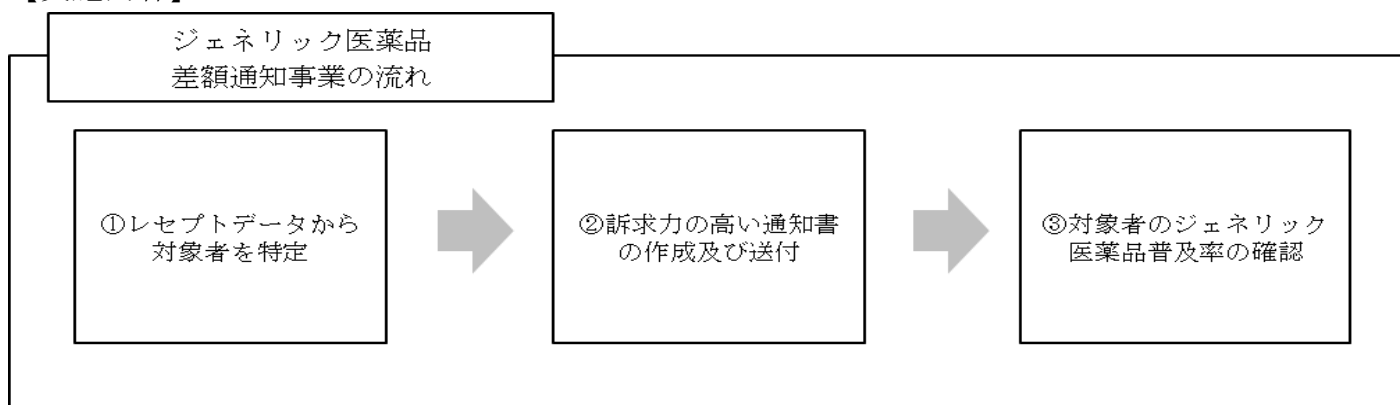 ジェネリック医薬品
差額通知事業の流れ
①レセプトデータから
対象者を特定
②訴求力の高い通知書
の作成及び送付
③対象者のジェネリック
医薬品普及率の確認